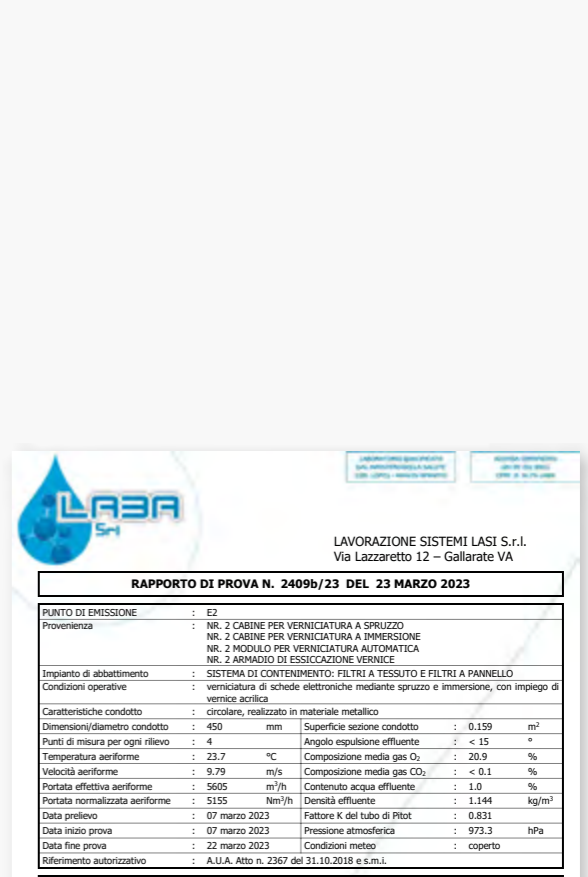 LABA
Srl
LAVORAZIONE SISTEMI LASI S.r.l.
Via Lazzaretto 12 – Gallarate VA
RAPPORTO DI PROVA N. 2409b/23 DEL 23 MARZO 2023
PUNTO DI EMISSIONE : E2
Provenienza : NR. 2 CABINE PER VERNICIATURA A SPRUZZO
NR. 2 CABINE PER VERNICIATURA A IMMERSIONE
NR. 2 MODULO PER VERNICIATURA AUTOMATICA
NR. 2 ARMADIO DI ESSICCAZIONE VERNICE
Impianto di abbattimento : SISTEMA DI CONTENIMENTO: FILTRI A TESSUTO E FILTRI A PANNELLO
Condizioni operative : verniciatura di schede elettroniche mediante spruzzo e immersione, con impiego di
vernice acrilica
Caratteristiche condotto : circolare, realizzato in materiale metallico
Dimensioni/diametro condotto : 450 mm Superficie sezione condotto : 0.159 m²
Punti di misura per ogni rilievo : 4 Angolo espulsione effluente : < 15 °
Temperatura aeriforme : 23.7 °C Composizione media gas O₂ : 20.9 %
Velocità aeriforme : 9.79 m/s Composizione media gas CO₂ : < 0.1 %
Portata effettiva aeriforme : 5605 m³/h Contenuto acqua effluente : 1.0 %
Portata normalizzata aeriforme : 5155 Nm³/h Densità effluente : 1.144 kg/m³
Data prelievo : 07 marzo 2023 Fattore K del tubo di Pitot : 0.831
Data inizio prova : 07 marzo 2023 Pressione atmosferica : 973.3 hPa
Data fine prova : 22 marzo 2023 Condizioni meteo : coperto
Riferimento autorizzativo : A.U.A. Atto n. 2367 del 31.10.2018 e s.m.i.